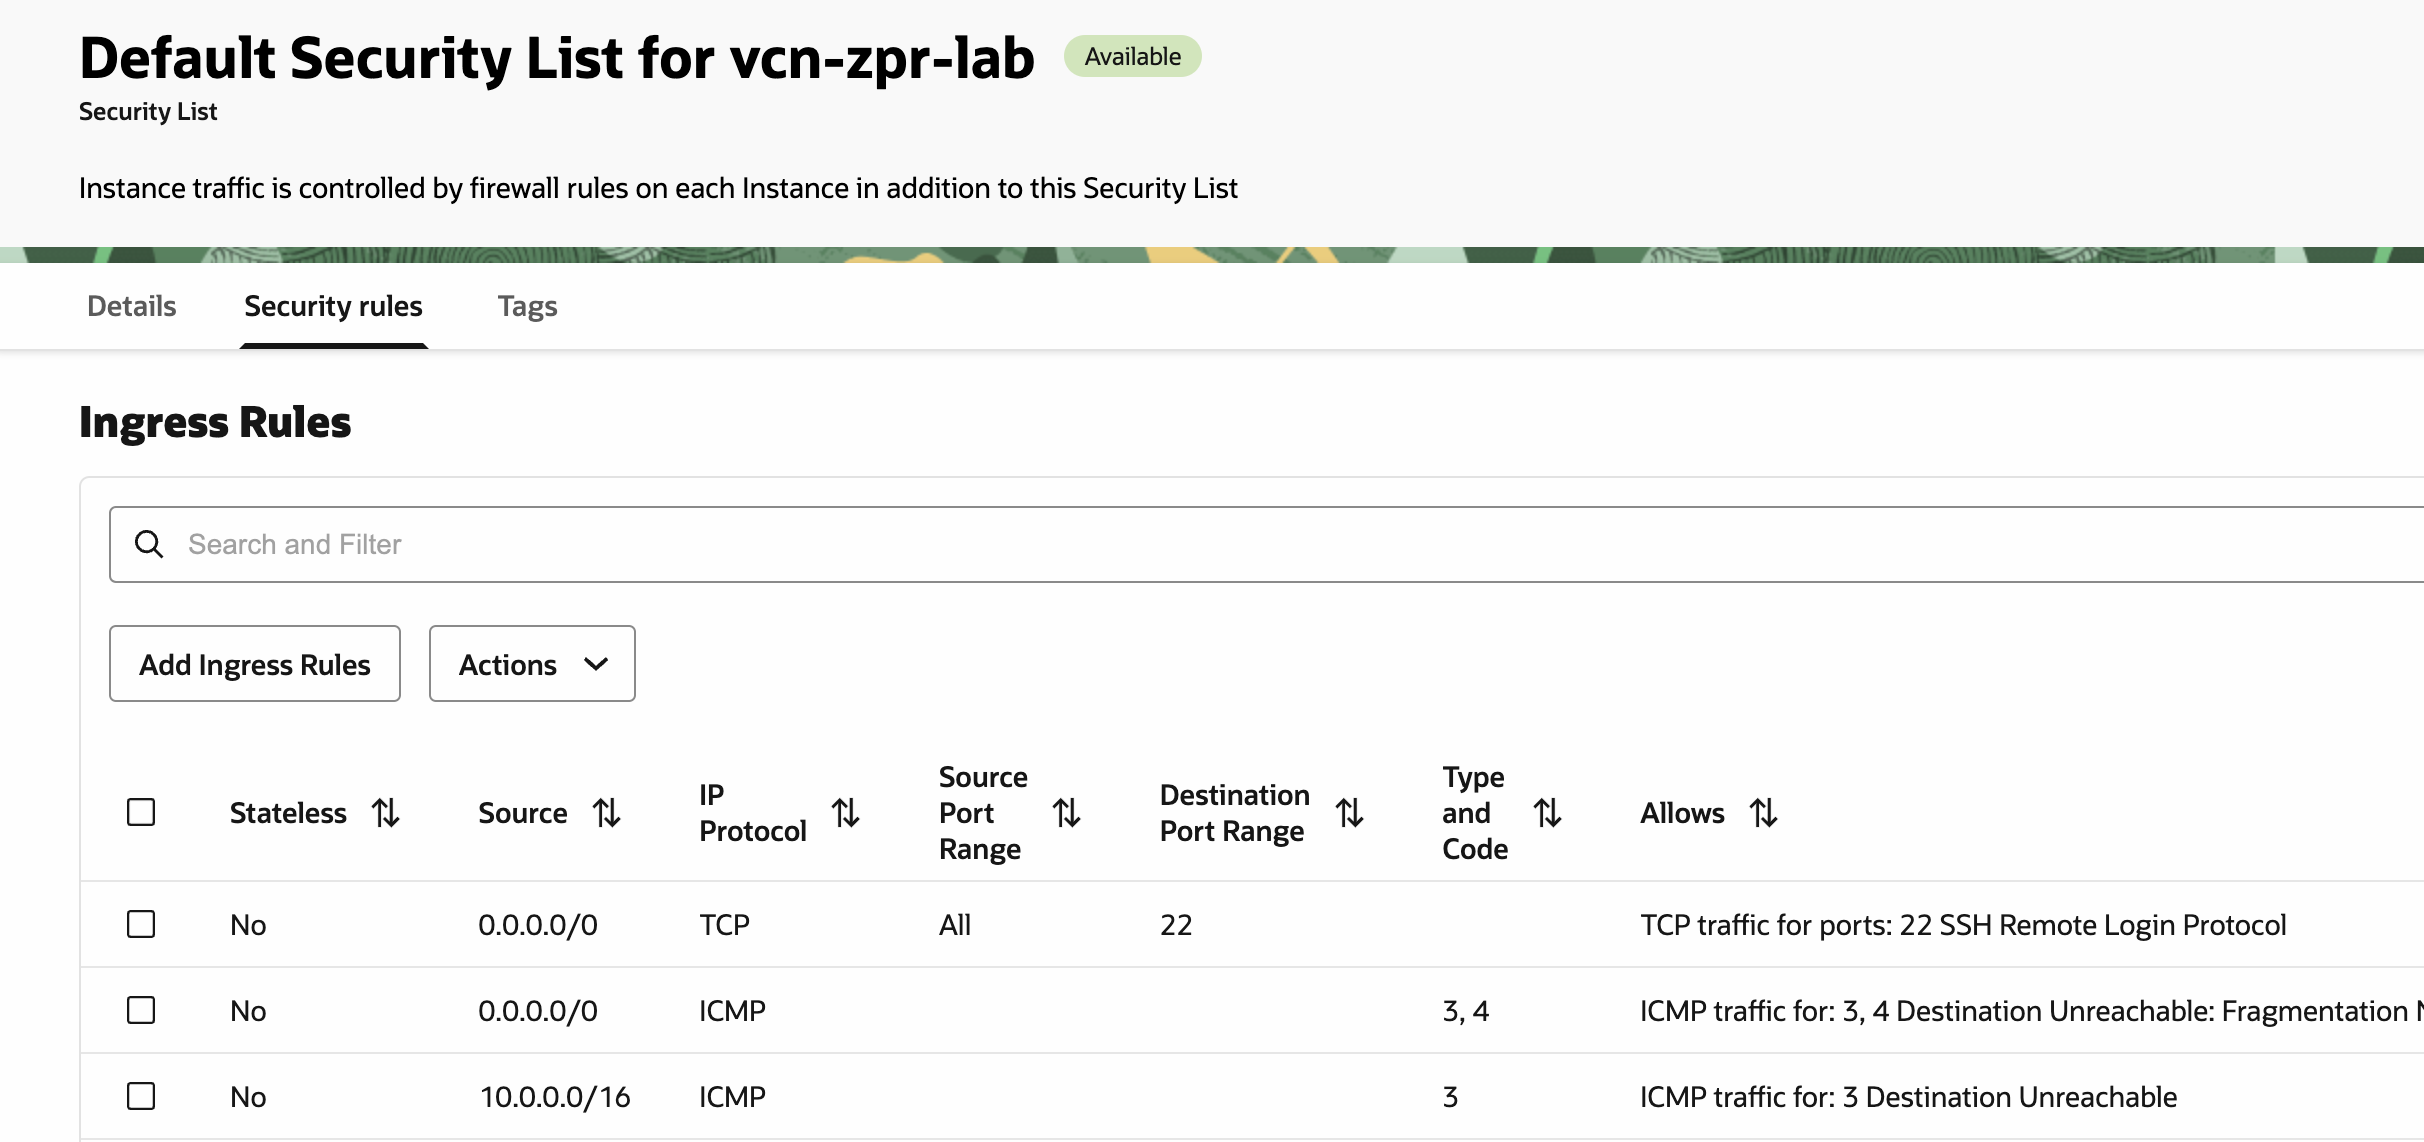 Default Security List for vcn-zpr-lab Available
Security List
Instance traffic is controlled by firewall rules on each Instance in addition to this Security List
Details Security rules Tags
Ingress Rules
Search and Filter
Add Ingress Rules Actions
Stateless Source IP Protocol Source Port Range Destination Port Range Type and Code Allows
No 0.0.0.0/0 TCP All 22 TCP traffic for ports: 22 SSH Remote Login Protocol
No 0.0.0.0/0 ICMP 3, 4 ICMP traffic for: 3, 4 Destination Unreachable: Fragmentation
No 10.0.0.0/16 ICMP 3 ICMP traffic for: 3 Destination Unreachable